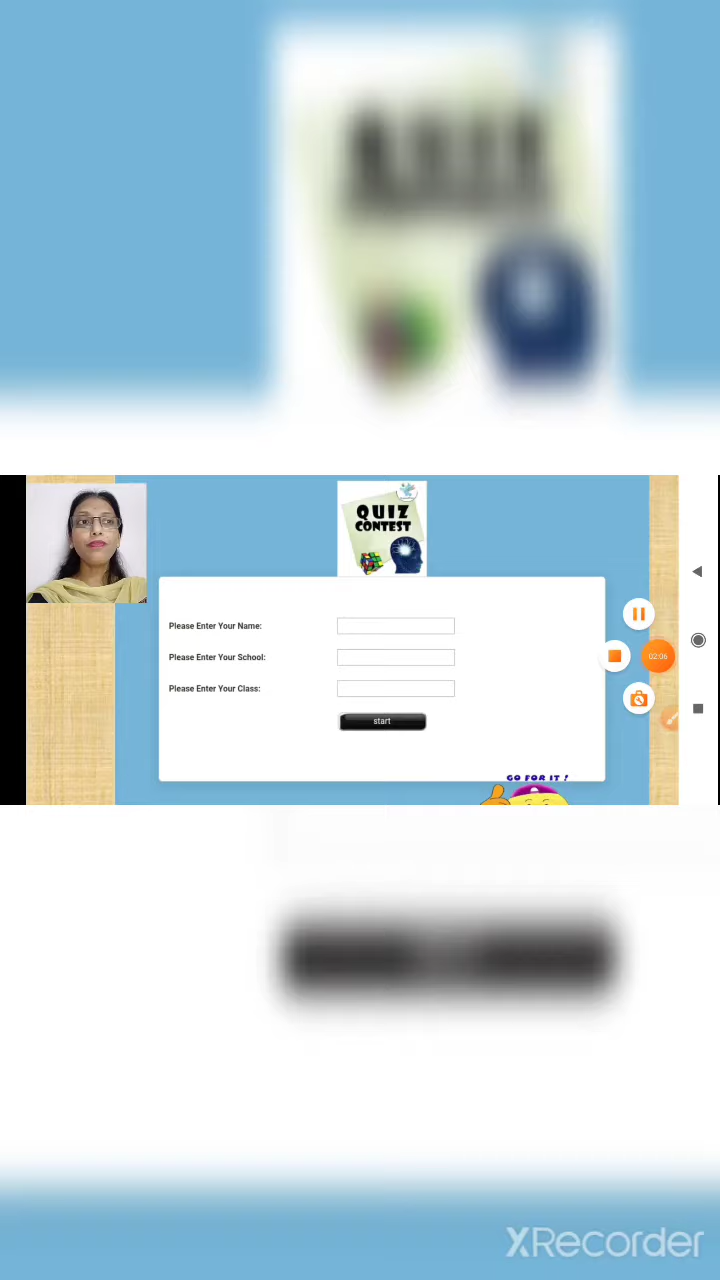 QUIZ
CONTEST
Please Enter Your Name:
Please Enter Your School:
Please Enter Your Class:
start
GO FOR IT !
02:06
XRecorder